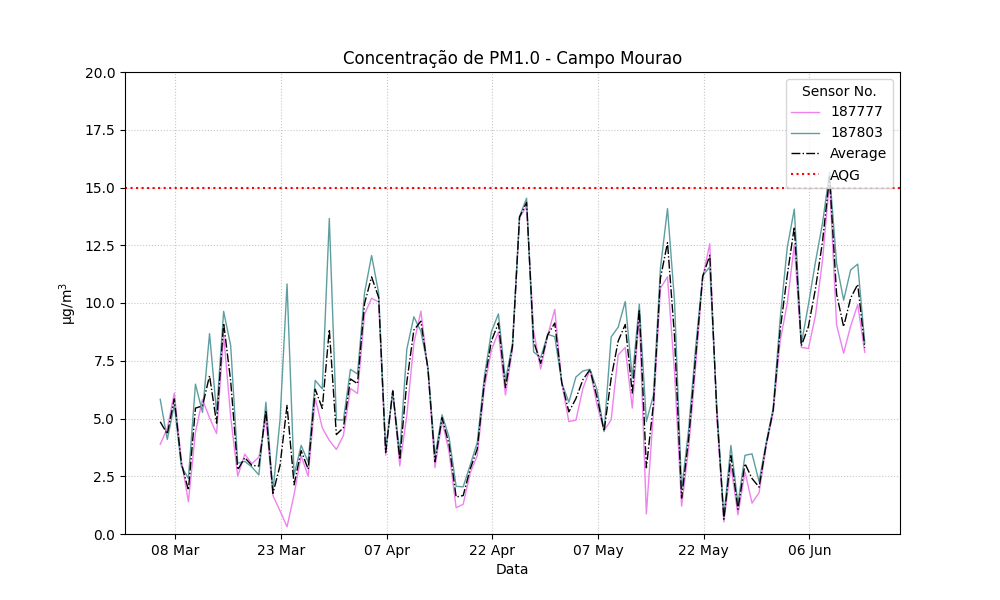 Concentração de PM1.0 - Campo Mourao
20.0
17.5
15.0
12.5
10.0
7.5
5.0
2.5
0.0
μg/m³
Sensor No.
187777
187803
Average
AQG
08 Mar
23 Mar
07 Apr
22 Apr
07 May
22 May
06 Jun
Data